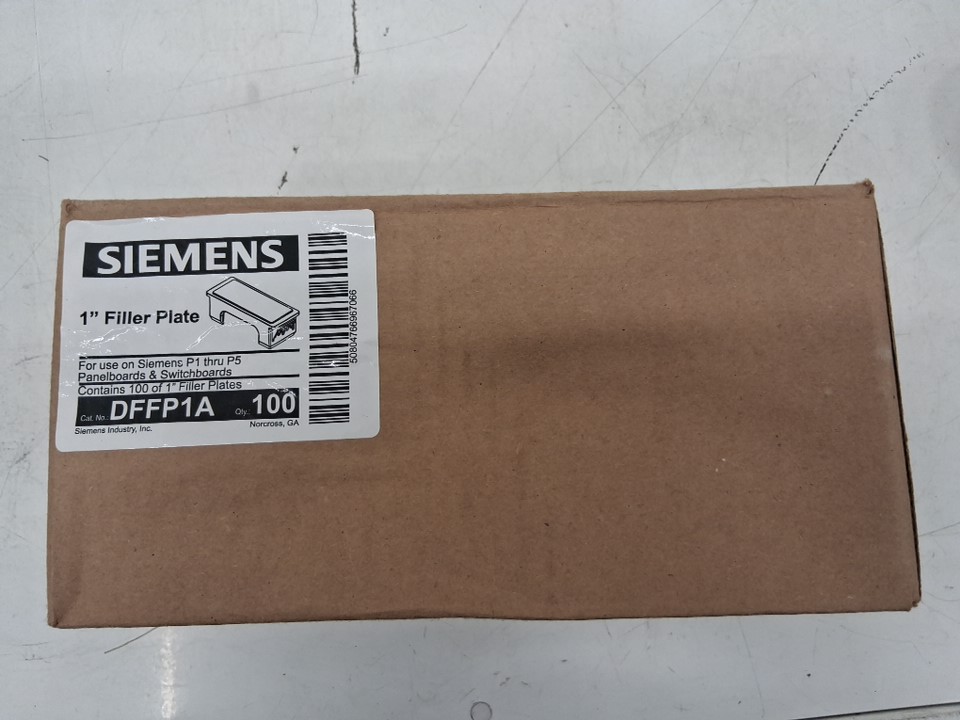 SIEMENS
1” Filler Plate
For use on Siemens P1 thru P5
Panelboards & Switchboards
Contains 100 of 1” Filler Plates
Cat. No.: DFFP1A Qty.: 100
Siemens Industry, Inc. Norcross, GA
50804766967066